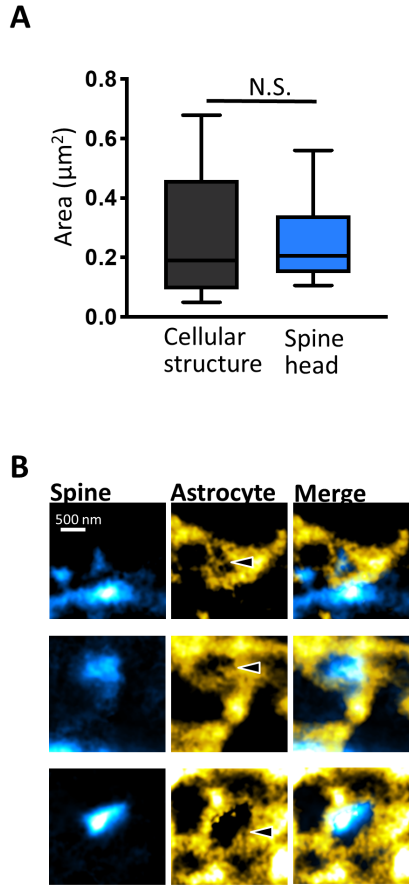 A
N.S.
Area (µm²)
0.8
0.6
0.4
0.2
0.0
Cellular
structure
Spine
head
B
Spine Astrocyte Merge
500 nm